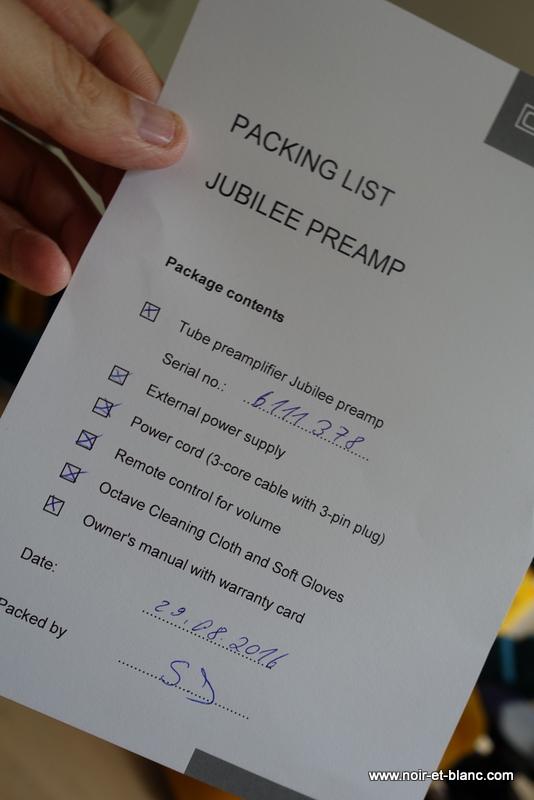 PACKING LIST
JUBILEE PREAMP
Package contents
Tube preamplifier Jubilee preamp
Serial no.: 6111378
External power supply
Power cord (3-core cable with 3-pin plug)
Remote control for volume
Octave Cleaning Cloth and Soft Gloves
Owner's manual with warranty card
Date: 29.08.2016
Packed by SD
www.noir-et-blanc.com